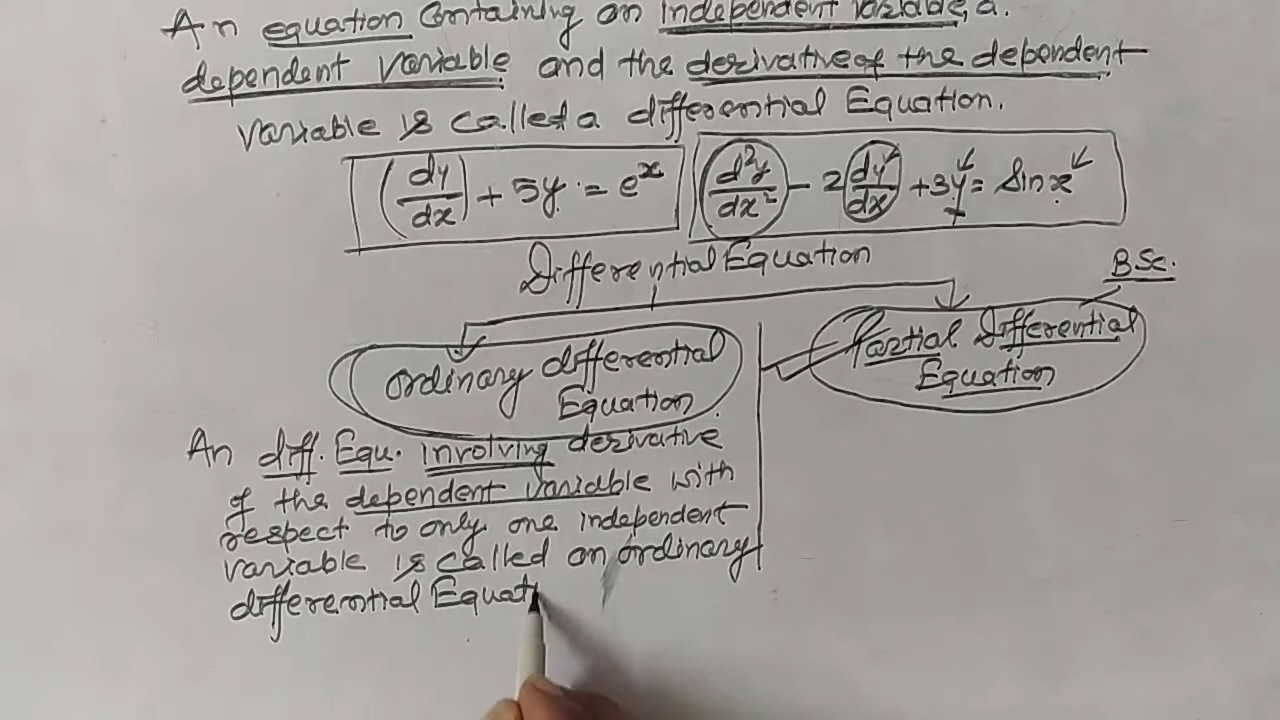 An equation containing an independent variable, a
dependent variable and the derivative of the dependent
variable is called a differential Equation.
(dy/dx) + 5y = e^x
d²y/dx² - 2 dy/dx + 3y = Sin x
Differential Equation
BSc.
Ordinary differential
Equation.
Partial Differential
Equation
An diff. Equ. involving derivative
of the dependent variable with
respect to only one independent
variable is called an ordinary
differential Equati